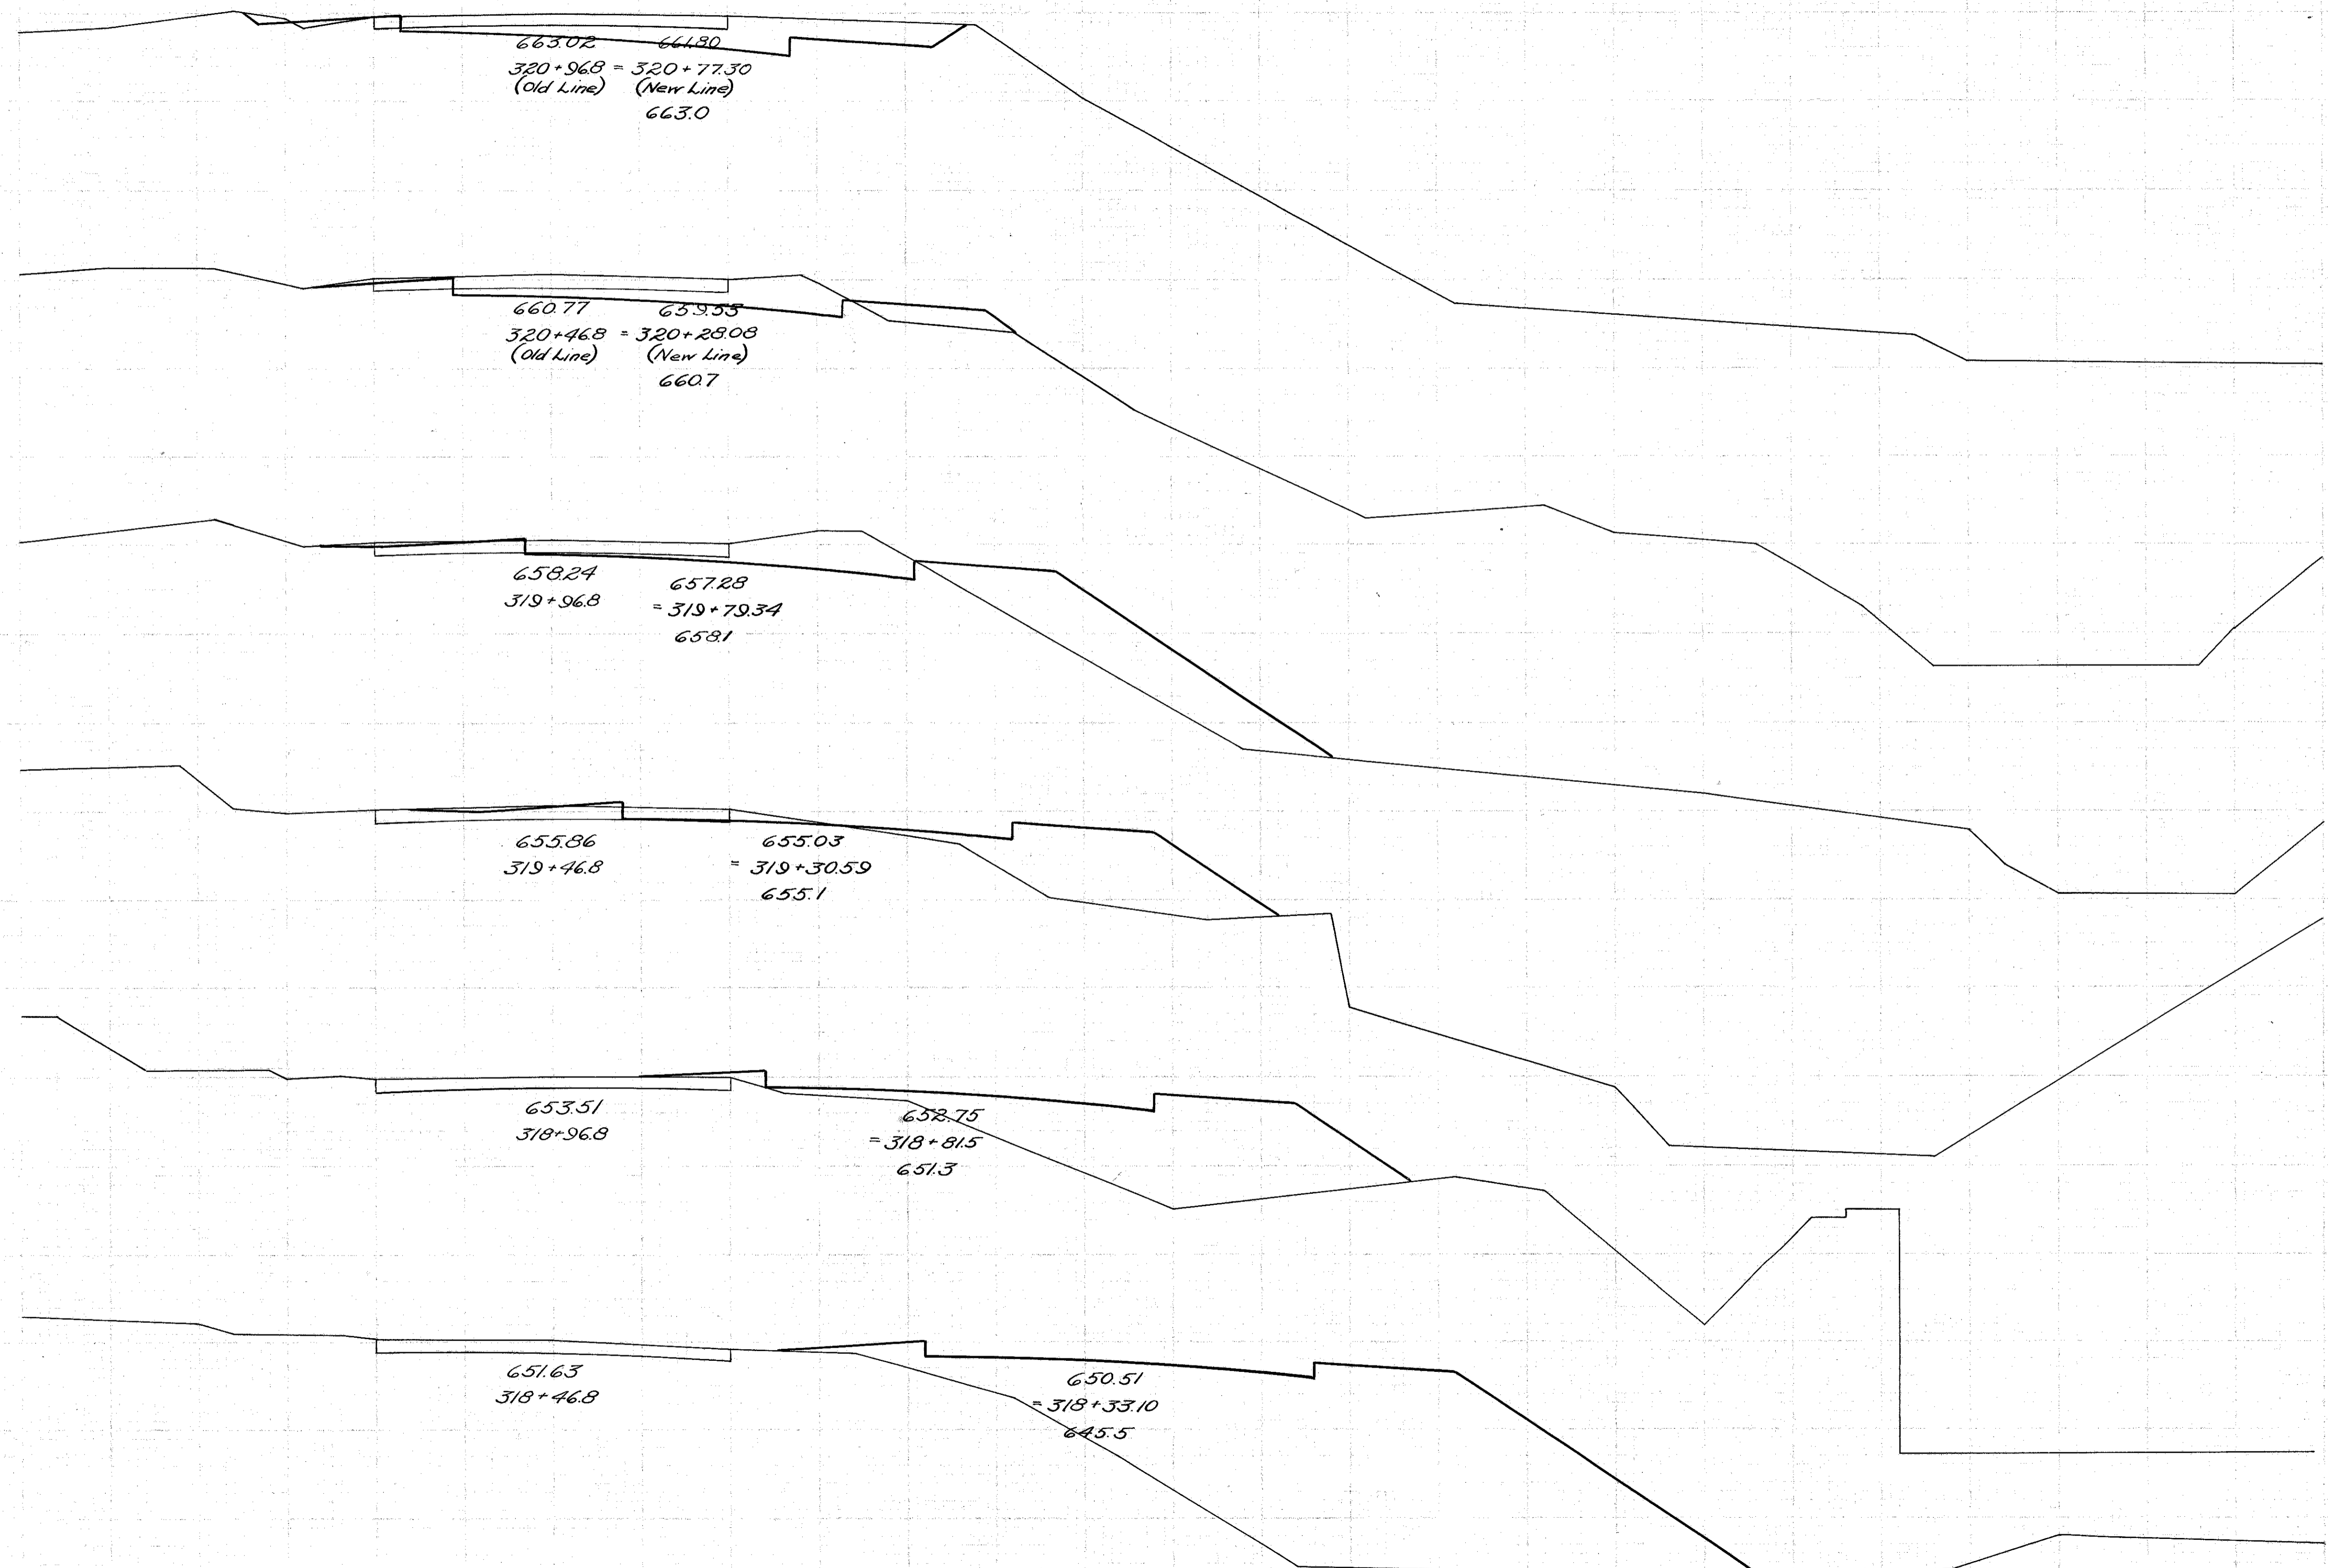 663.02 661.80
320+96.8 = 320+77.30
(Old Line) (New Line)
663.0
660.77 659.55
320+46.8 = 320+28.08
(Old Line) (New Line)
660.7
658.24 657.28
319+96.8 = 319+79.34
658.1
655.86 655.03
319+46.8 = 319+30.59
655.1
653.51 652.75
318+96.8 = 318+81.5
651.3
651.63 650.51
318+46.8 = 318+33.10
645.5